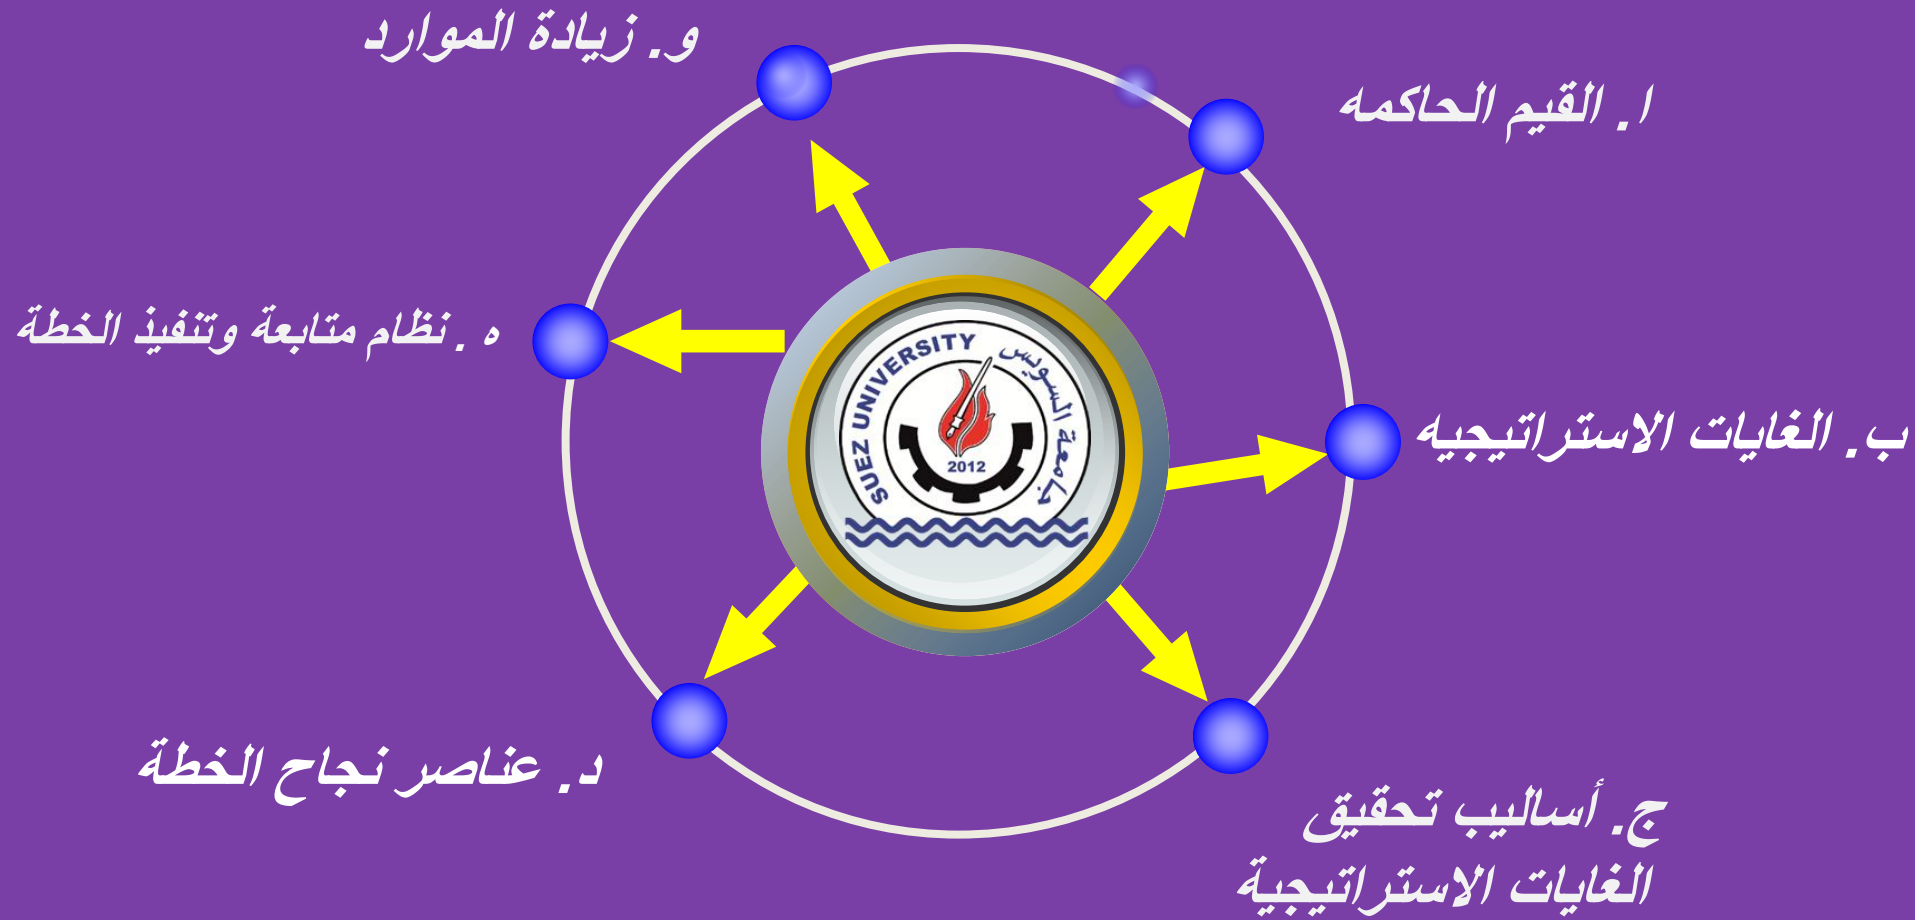 ا. القيم الحاكمه
ب. الغايات الاستراتيجيه
ج. أساليب تحقيق
الغايات الاستراتيجية
د. عناصر نجاح الخطة
ه . نظام متابعة وتنفيذ الخطة
و. زيادة الموارد
SUEZ UNIVERSITY
جامعة السويس
2012